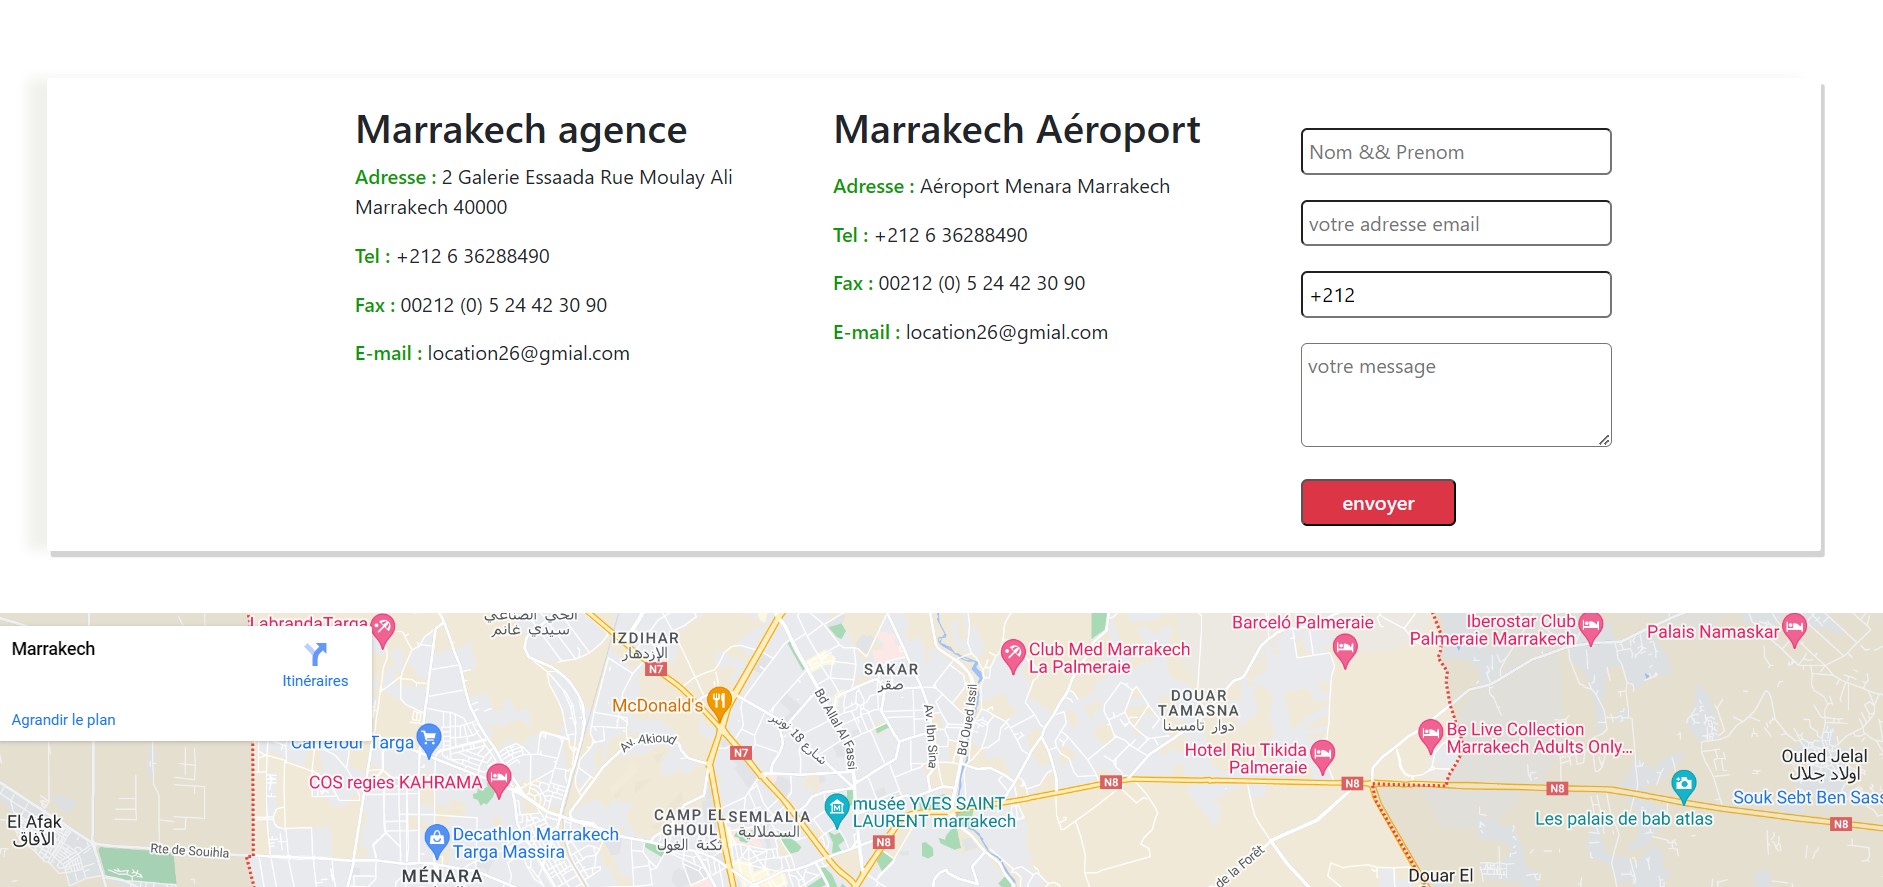 Marrakech agence
Adresse : 2 Galerie Essaada Rue Moulay Ali
Marrakech 40000
Tel : +212 6 36288490
Fax : 00212 (0) 5 24 42 30 90
E-mail : location26@gmial.com
Marrakech Aéroport
Adresse : Aéroport Menara Marrakech
Tel : +212 6 36288490
Fax : 00212 (0) 5 24 42 30 90
E-mail : location26@gmial.com
Nom && Prenom
votre adresse email
+212
votre message
envoyer
Marrakech
Itinéraires
Agrandir le plan
LabrandaTarga
الحي الصناعي
سيدي غانم
IZDIHAR
الإزدهار
N7
McDonald's
Carrefour Targa
COS regies KAHRAMA
Av. Akioud
N7
شارع 18 نونبر
Bd Allal Al Fassi
SAKAR
صقر
Av. Ibn Sina
Bd Oued Issil
Club Med Marrakech
La Palmeraie
Barceló Palmeraie
Iberostar Club
Palmeraie Marrakech
Palais Namaskar
DOUAR
TAMASNA
دوار تامسنا
Hotel Riu Tikida
Palmeraie
Be Live Collection
Marrakech Adults Only...
Ouled Jelal
اولاد جلال
N8
N8
N8
Souk Sebt Ben Sass
Les palais de bab atlas
N8
musée YVES SAINT
LAURENT marrakech
N8
CAMP EL
GHOUL
ثكنة الغول
SEMLALIA
السملالية
Decathlon Marrakech
Targa Massira
El Afak
الآفاق
Rte de Souihla
MÉNARA
de la Forêt
Douar El